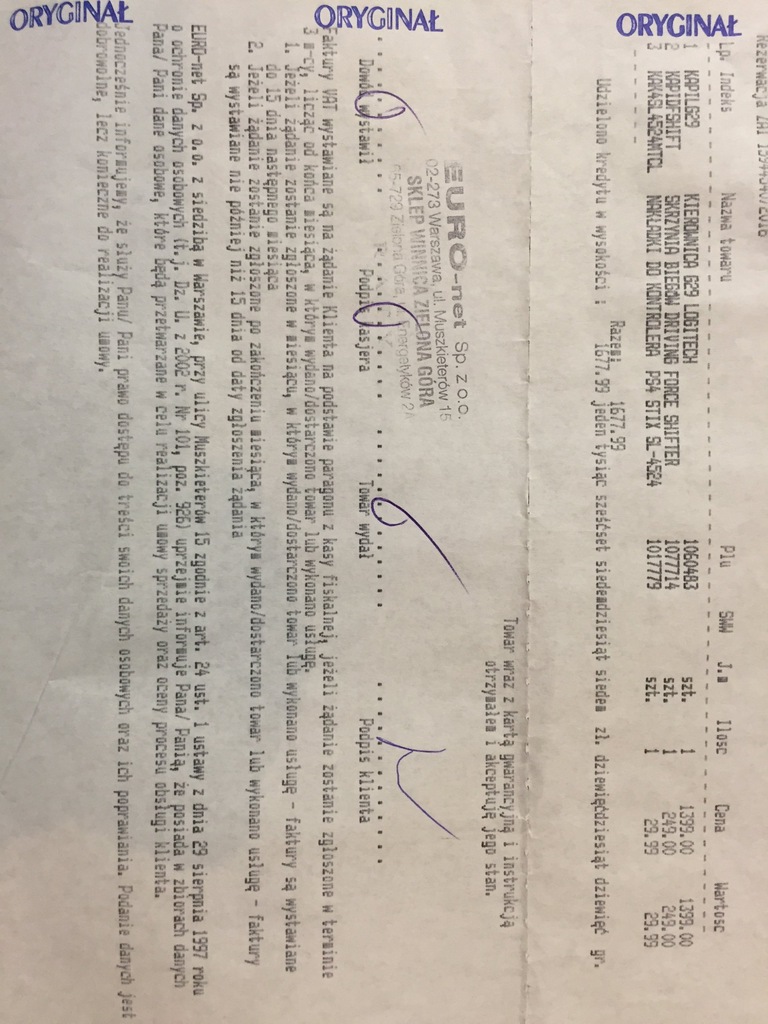 ORYGINAŁ
ORYGINAŁ
ORYGINAŁ
Rezerwacja ZAI
Lp. Indeks Nazwa towaru Plu SWW J.m Ilosc Cena Wartosc
1 KAPILG29 KIEROWNICA G29 LOGITECH 1060483 szt. 1 1399.00 1399.00
2 KAPIDFSHIFT SKRZYNIA BIEGÓW DRIVING FORCE SHIFTER 1077714 szt. 1 249.00 249.00
3 KAK4SL4524MTCL NAKŁADKI DO KONTROLERA PS4 STIX SL-4524 1017779 szt. 1 29.99 29.99
Razem: 1677.99
Udzielono kredytu w wysokości : 1677.99 jeden tysiąc sześćset siedemdziesiąt siedem zł. dziewięćdziesiąt dziewięć gr.
Towar wraz z kartą gwarancyjną i instrukcją
otrzymałem i akceptuję jego stan.
EURO-net Sp. z o.o.
02-273 Warszawa, ul. Muszkieterów 15
SKLEP WINNICA ZIELONA GÓRA
65-729 Zielona Góra, Energetyków 2A
Dowód wystawił Podpis kasjera Towar wydał Podpis klienta
Faktury VAT wystawiane są na żądanie Klienta na podstawie paragonu z kasy fiskalnej, jeżeli żądanie zostanie zgłoszone w terminie
3 m-cy, licząc od końca miesiąca, w którym wydano/dostarczono towar lub wykonano usługę.
1. Jeżeli żądanie zostanie zgłoszone w miesiącu, w którym wydano/dostarczono towar lub wykonano usługę - faktury są wystawiane
do 15 dnia następnego miesiąca
2. Jeżeli żądanie zostanie zgłoszone po zakończeniu miesiąca, w którym wydano/dostarczono towar lub wykonano usługę - faktury
są wystawiane nie później niż 15 dnia od daty zgłoszenia żądania
EURO-net Sp. z o.o. z siedzibą w Warszawie, przy ulicy Muszkieterów 15 zgodnie z art. 24 ust. 1 ustawy z dnia 29 sierpnia 1997 roku
o ochronie danych osobowych (t.j. Dz. U. z 2002 r. Nr 101, poz. 926) uprzejmie informuje Pana/ Panią, że posiada w zbiorach danych
Pana/ Pani dane osobowe, które będą przetwarzane w celu realizacji umowy sprzedaży oraz oceny procesu obsługi klienta.
Jednocześnie informujemy, że służy Panu/ Pani prawo dostępu do treści swoich danych osobowych oraz ich poprawiania. Podanie danych jest
dobrowolne, lecz konieczne do realizacji umowy.